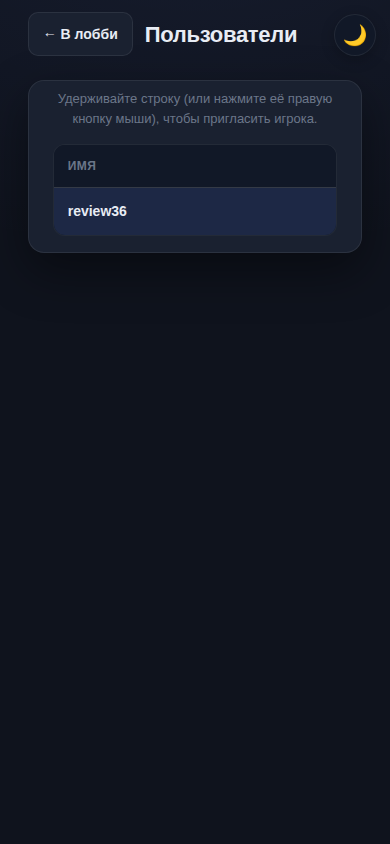 ← В лобби
Пользователи
Удерживайте строку (или нажмите её правую
кнопку мыши), чтобы пригласить игрока.
ИМЯ
review36